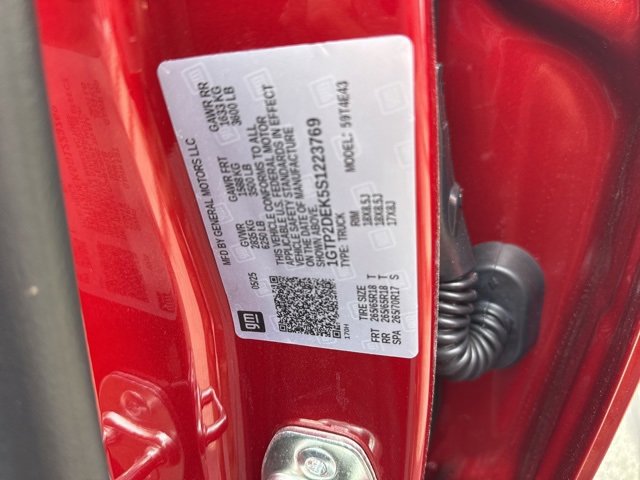 gm
MFD BY GENERAL MOTORS LLC
05/25 GVWR GAWR FRT GAWR RR
2835 KG 1588 KG 1633 KG
6250 LB 3500 LB 3600 LB
THIS VEHICLE CONFORMS TO ALL
APPLICABLE U.S. FEDERAL MOTOR
VEHICLE SAFETY STANDARDS IN EFFECT
ON THE DATE OF MANUFACTURE
SHOWN ABOVE.
1GTP2DEK5S1223769
TYPE: TRUCK MODEL: 59T4E43
170H
TIRE SIZE RIM
FRT 265/65R18 T 18X8.5J
RR 265/65R18 T 18X8.5J
SPA 265/70R17 S 17X8J